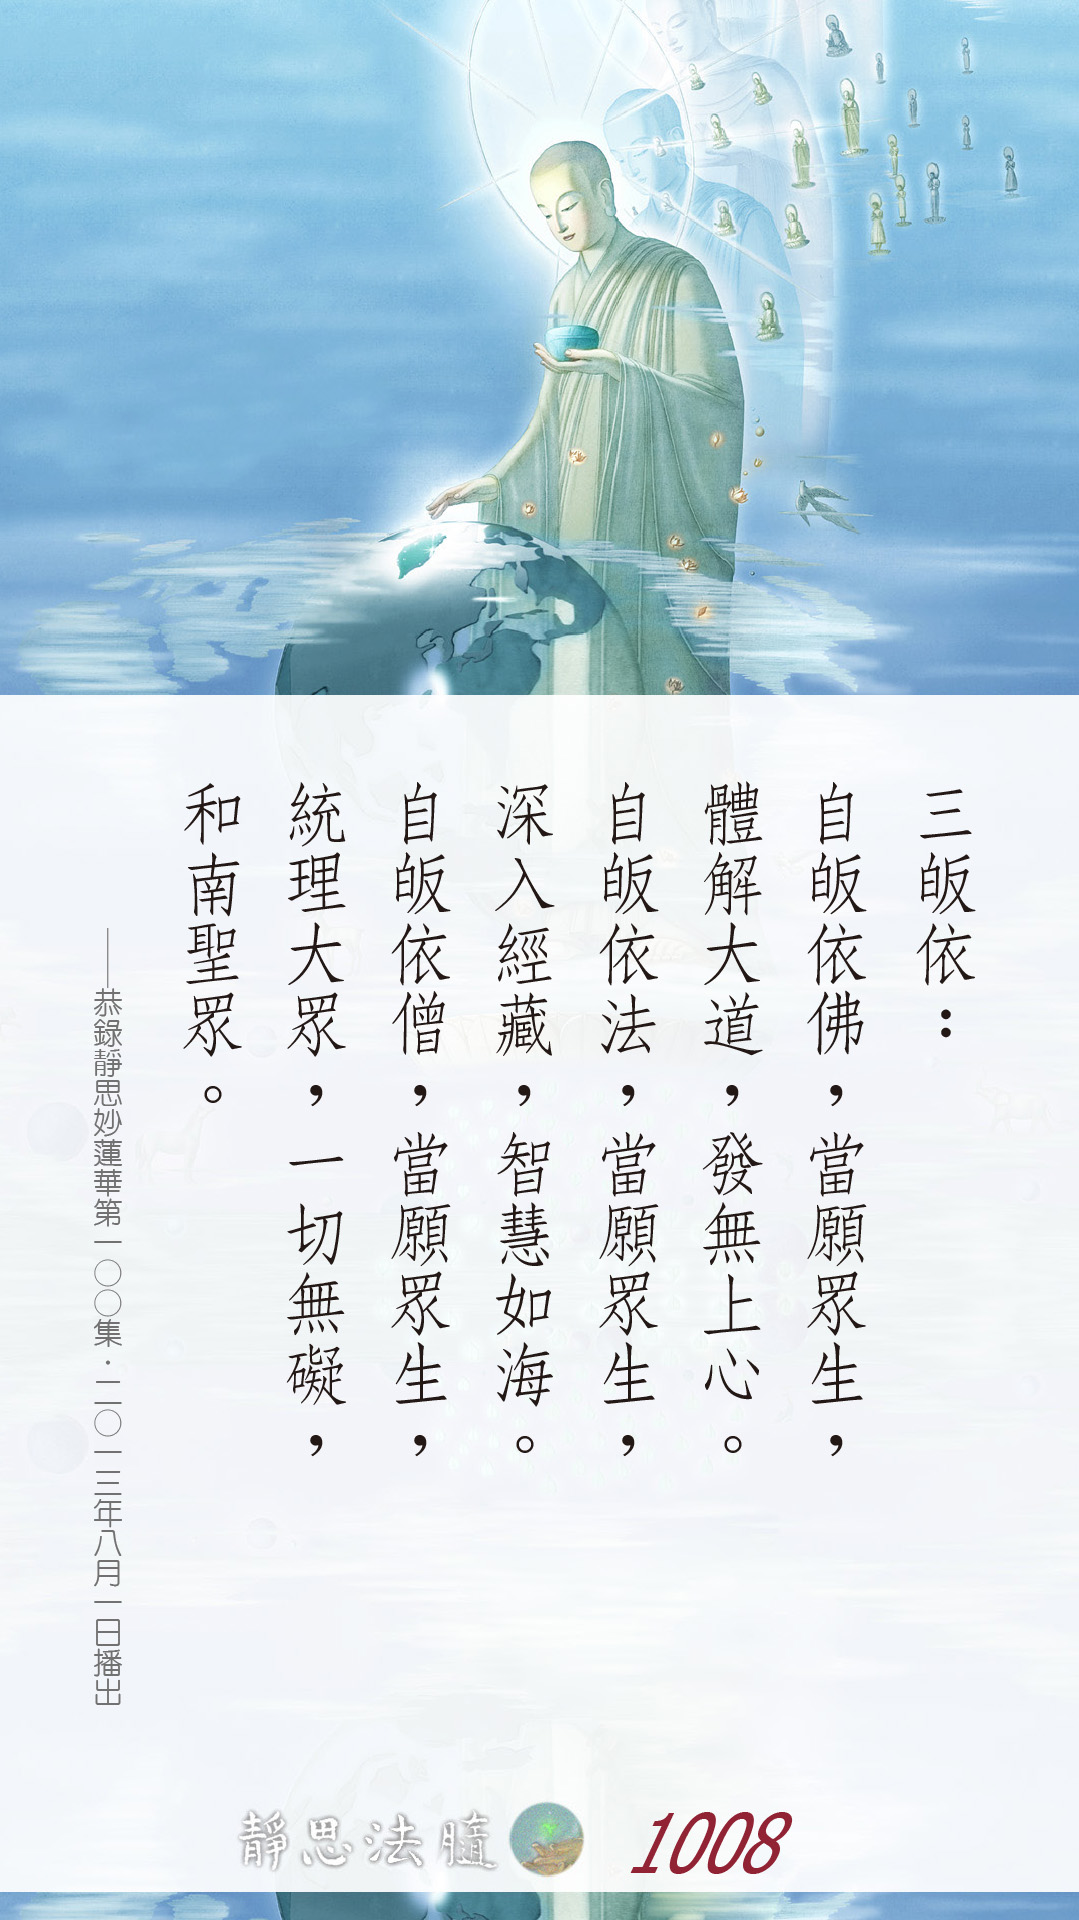 三皈依：
自皈依佛，當願眾生，
體解大道，發無上心。
自皈依法，當願眾生，
深入經藏，智慧如海。
自皈依僧，當願眾生，
統理大眾，一切無礙，
和南聖眾。
——恭錄靜思妙蓮華第一〇〇集．二〇一三年八月一日播出
靜思法髓
1008